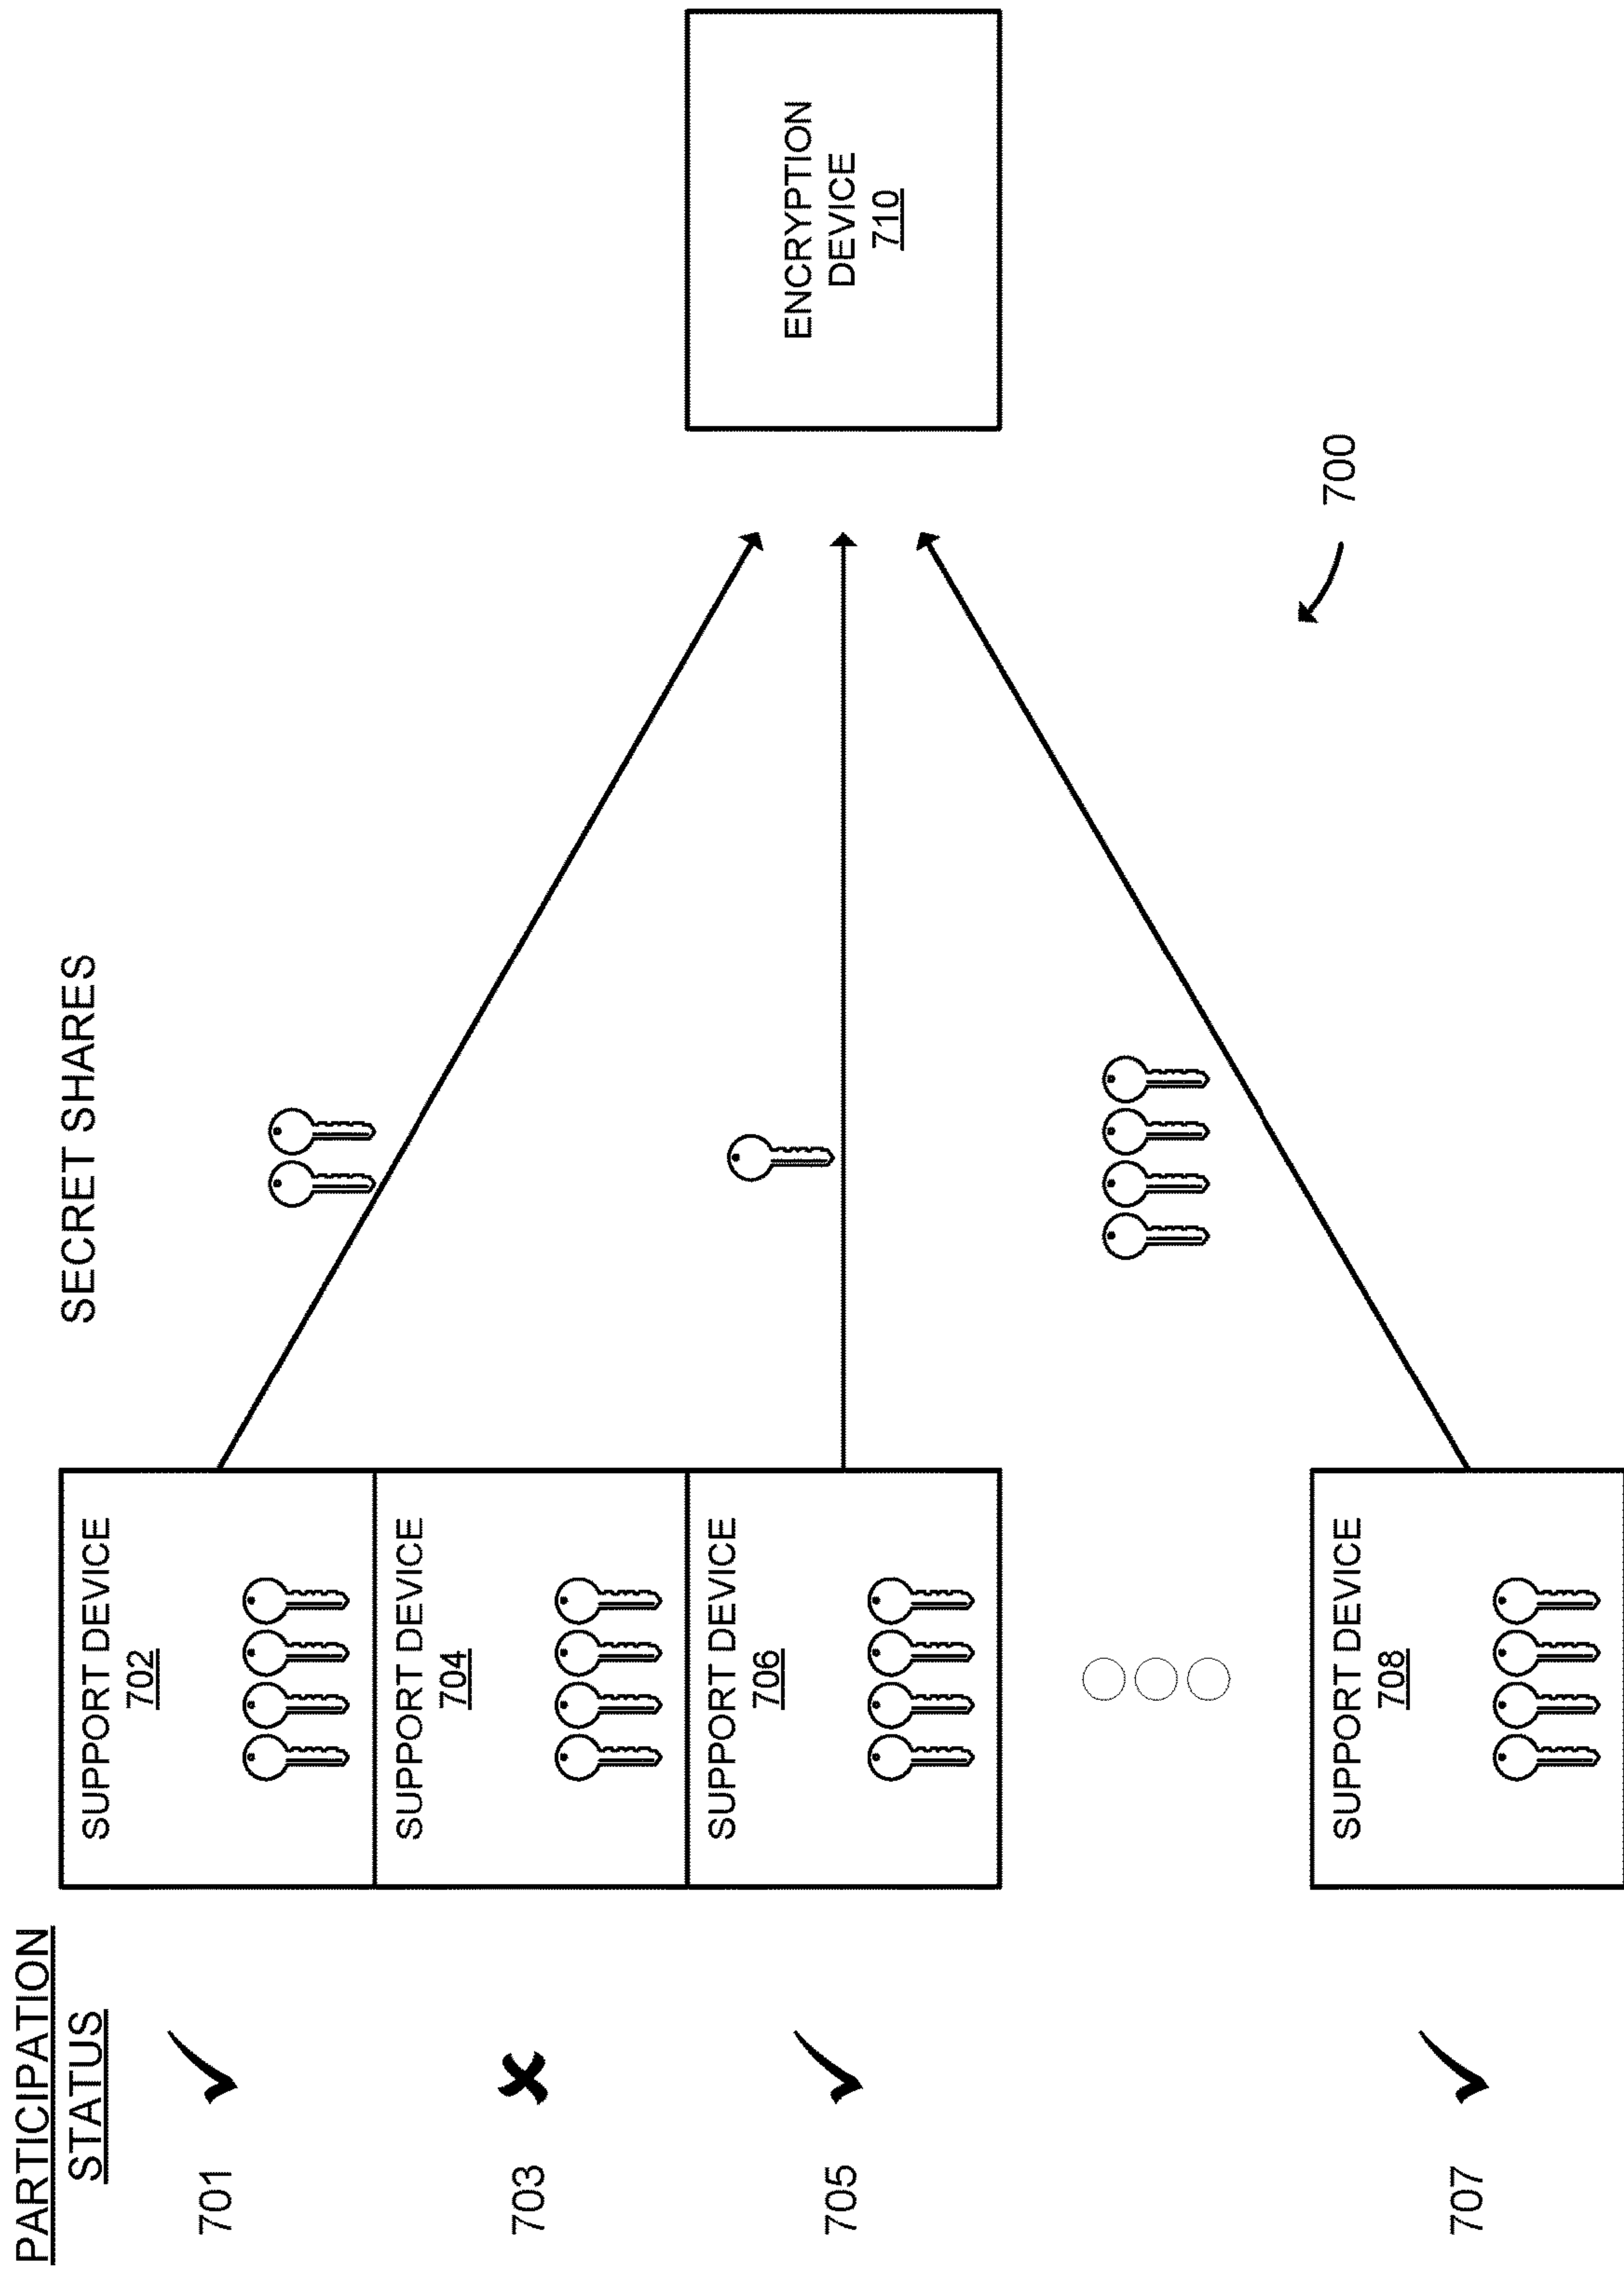 PARTICIPATION
STATUS
SECRET SHARES
701
SUPPORT DEVICE
702
703
SUPPORT DEVICE
704
705
SUPPORT DEVICE
706
ENCRYPTION
DEVICE
710
707
SUPPORT DEVICE
708
700